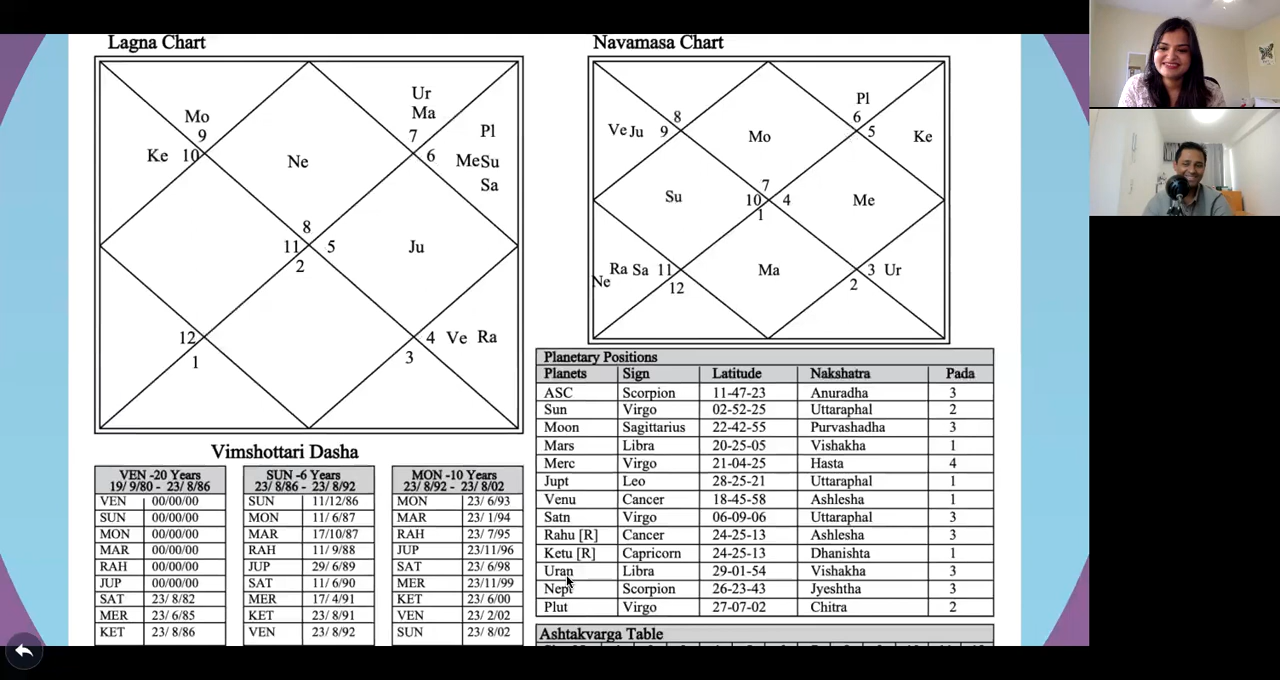 Lagna Chart
Ur
Ma
Mo
9
7
Pl
Ke 10
Ne
6 MeSu
Sa
8
11 5 Ju
2
12
4 Ve Ra
1
3
Navamasa Chart
Pl
8
6
Ve Ju 9
Mo
5 Ke
7
Su
10 4
Me
1
Ra Sa 11
Ma
3 Ur
Ne
12
2
Vimshottari Dasha
VEN -20 Years
19/ 9/80 - 23/ 8/86
VEN 00/00/00
SUN 00/00/00
MON 00/00/00
MAR 00/00/00
RAH 00/00/00
JUP 00/00/00
SAT 23/ 8/82
MER 23/ 6/85
KET 23/ 8/86
SUN -6 Years
23/ 8/86 - 23/ 8/92
SUN 11/12/86
MON 11/ 6/87
MAR 17/10/87
RAH 11/ 9/88
JUP 29/ 6/89
SAT 11/ 6/90
MER 17/ 4/91
KET 23/ 8/91
VEN 23/ 8/92
MON -10 Years
23/ 8/92 - 23/ 8/02
MON 23/ 6/93
MAR 23/ 1/94
RAH 23/ 7/95
JUP 23/11/96
SAT 23/ 6/98
MER 23/11/99
KET 23/ 6/00
VEN 23/ 2/02
SUN 23/ 8/02
Planetary Positions
Planets Sign Latitude Nakshatra Pada
ASC Scorpion 11-47-23 Anuradha 3
Sun Virgo 02-52-25 Uttaraphal 2
Moon Sagittarius 22-42-55 Purvashadha 3
Mars Libra 20-25-05 Vishakha 1
Merc Virgo 21-04-25 Hasta 4
Jupt Leo 28-25-21 Uttaraphal 1
Venu Cancer 18-45-58 Ashlesha 1
Satn Virgo 06-09-06 Uttaraphal 3
Rahu [R] Cancer 24-25-13 Ashlesha 3
Ketu [R] Capricorn 24-25-13 Dhanishta 1
Uran Libra 29-01-54 Vishakha 3
Nept Scorpion 26-23-43 Jyeshtha 3
Plut Virgo 27-07-02 Chitra 2
Ashtakvarga Table